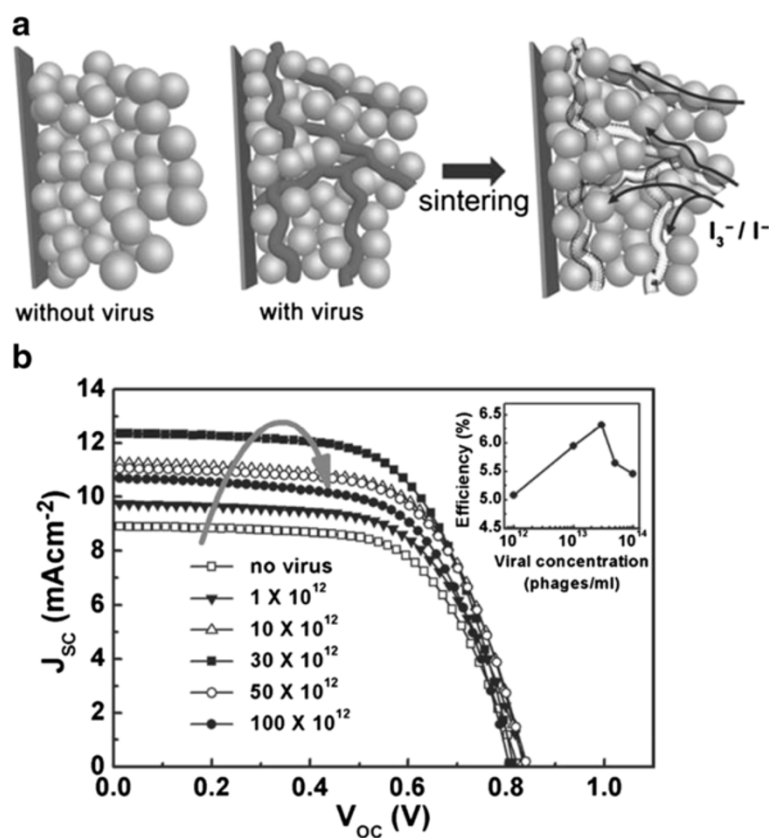 a
without virus
with virus
sintering
I₃⁻ / I⁻
b
14
12
10
8
6
4
2
0
J_SC (mAcm⁻²)
no virus
1 X 10¹²
10 X 10¹²
30 X 10¹²
50 X 10¹²
100 X 10¹²
0.0 0.2 0.4 0.6 0.8 1.0
V_OC (V)
6.5
6.0
5.5
5.0
4.5
Efficiency (%)
10¹² 10¹³ 10¹⁴
Viral concentration
(phages/ml)